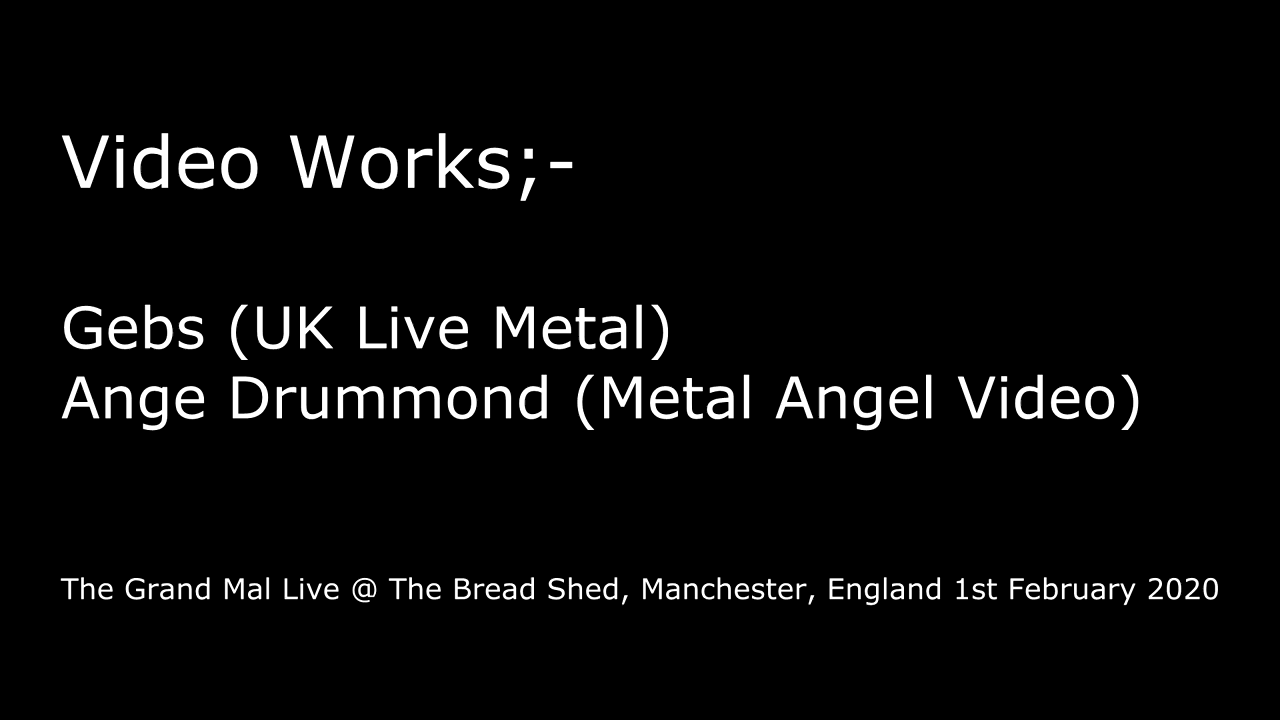 Video Works;-
Gebs (UK Live Metal)
Ange Drummond (Metal Angel Video)
The Grand Mal Live @ The Bread Shed, Manchester, England 1st February 2020